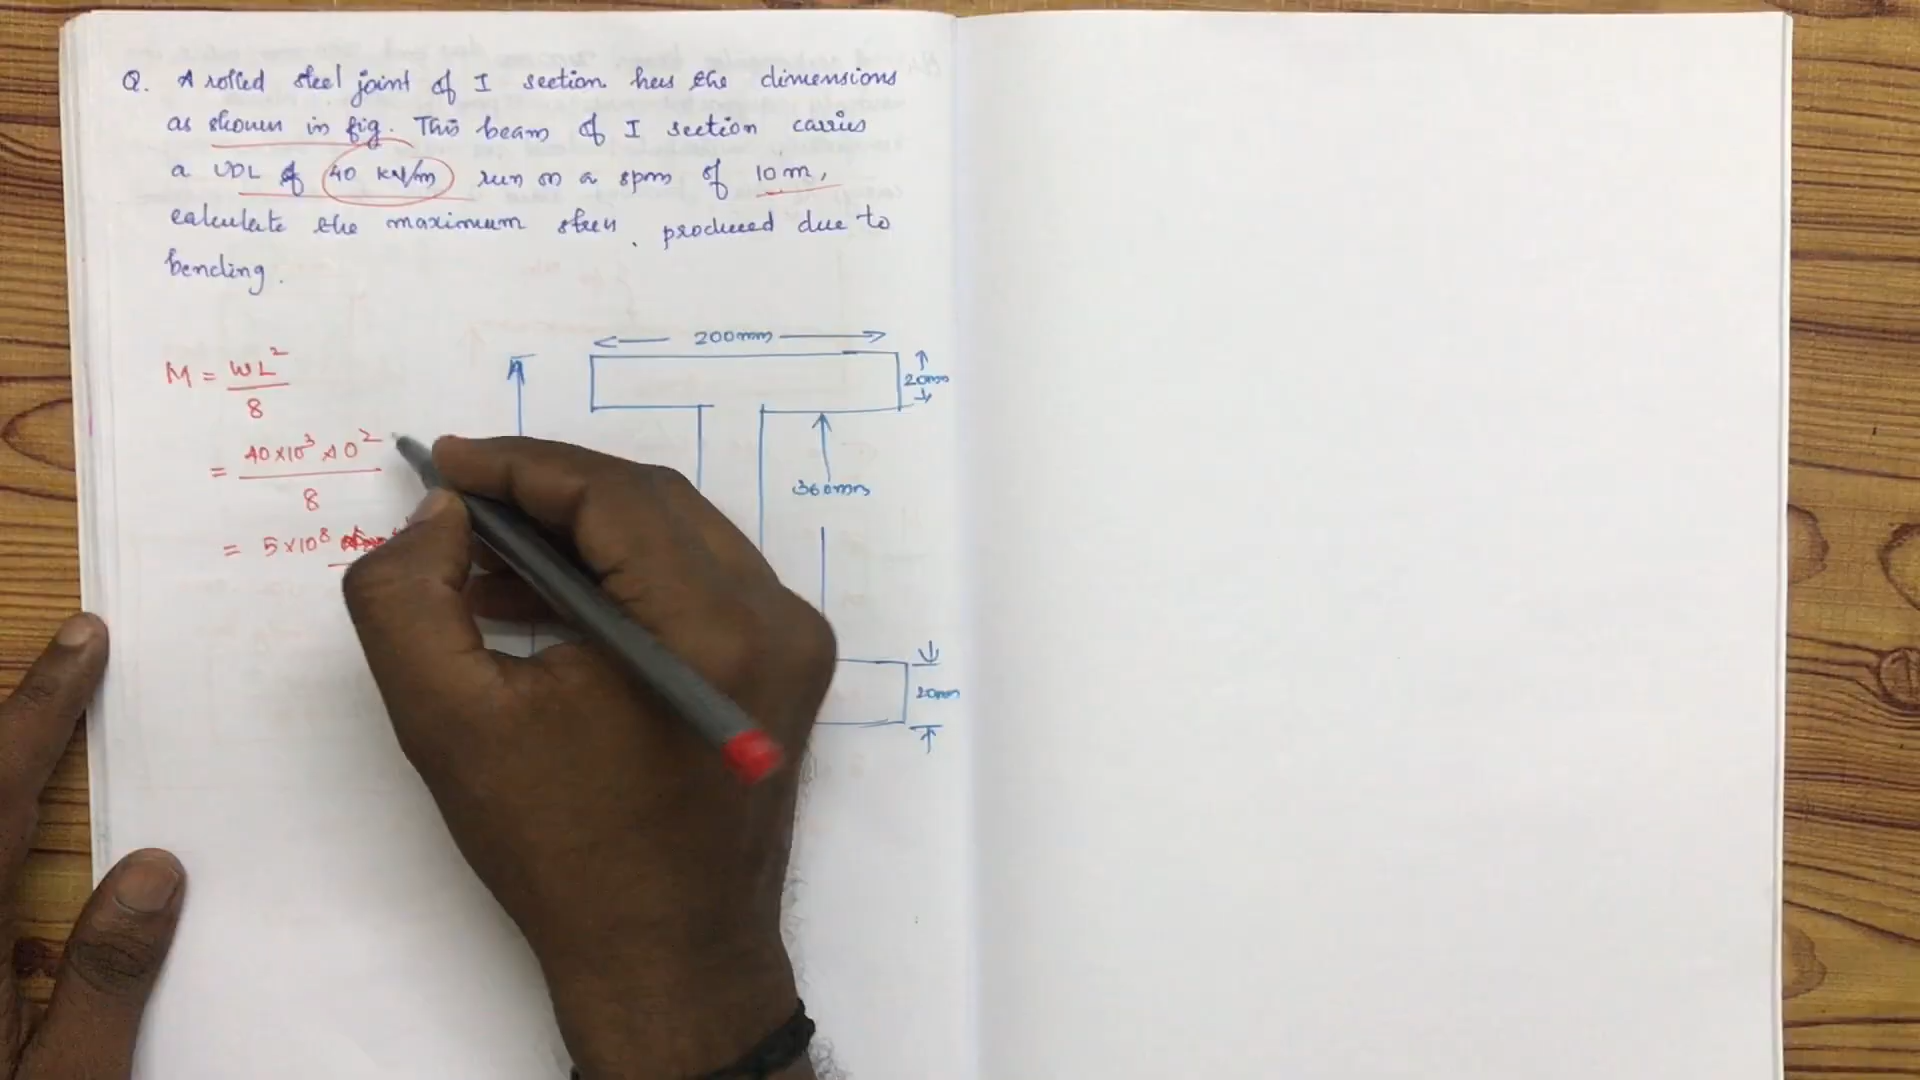 Q. A rolled steel joint of I section has the dimensions
as shown in fig. This beam of I section carries
a UDL of 40 kN/m run on a span of 10m,
calculate the maximum stress produced due to
bending.
200mm
M = WL²
8
20mm
= 40×10³×10²
8
360mm
= 5×10⁸
20mm